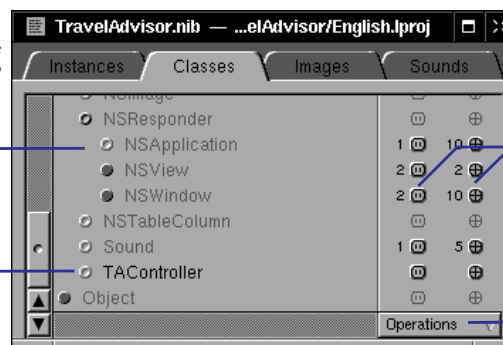 TravelAdvisor.nib — ...elAdvisor/English.lproj
Instances Classes Images Sounds
NSImage
NSResponder
NSApplication 1 10
NSView 2 2
NSWindow 2 10
NSTableColumn
Sound 1 5
TAController
Object
Operations